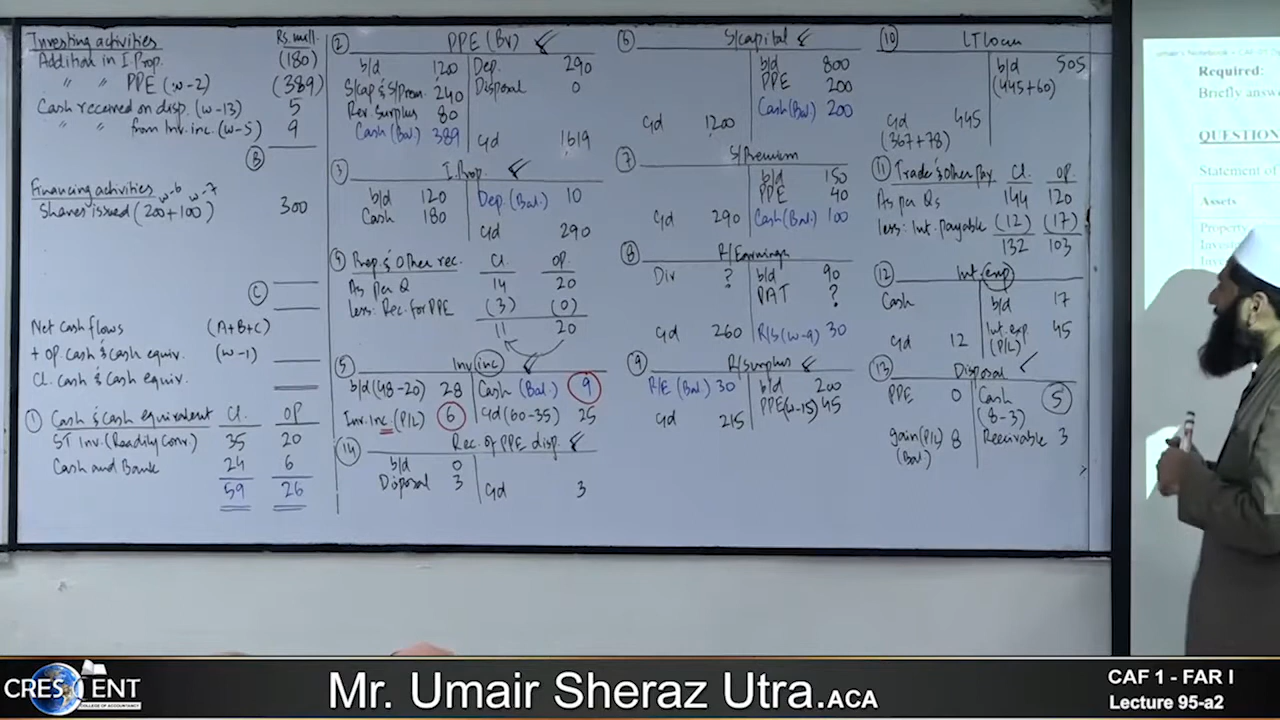 Investing activities Rs. mill.
Addition in I Prop. (180)
" " PPE (w-2) (389)
Cash received on disp. (w-13) 5
" " from Inv. inc. (w-5) 9
B
Financing activities
w-6 w-7
Shares issued (200+100) 300
C
Net Cash flows (A+B+C)
+ op. Cash & Cash equiv. (w-1)
Cl. Cash & Cash equiv.
1 Cash & Cash equivalent Cl. OP
ST Inv. (Readily Conv.) 35 20
Cash and Bank 24 6
59 26
2 PPE (BV)
Dep. 290
S/cap & S/prem. 240 Disposal 0
Rev. Surplus 80
Cash (Bal.) 389 c/d 1619
3 I. Prop.
b/d 120 Dep. (Bal.) 10
Cash 180
c/d 290
4 Prep. & Other rec. Cl. OP
As per Q 14 20
less: Rec. for PPE (3) (0)
11 20
5 Inv. inc.
b/d (48-20) 28 Cash (Bal.) 9
Inv. inc. (P/L) 6 c/d (60-35) 25
14 Rec. of PPE disp.
b/d 0
Disposal 3 c/d 3
6 S/capital
b/d 800
PPE 200
Cash (Bal.) 200
c/d 1200
7 S/Premium
b/d 150
PPE 40
c/d 290 Cash (Bal.) 100
8 R/Earnings
Div ? b/d 90
PAT ?
c/d 260 R/S (w-9) 30
9 R/surplus
R/E (Bal.) 30 b/d 200
c/d 215 PPE (w-15) 45
10 LT loan
b/d 505
(445+60)
c/d 445
(367+78)
11 Trade & other pay. Cl. OP
As per Qs 144 120
less: Int. payable (12) (17)
132 103
12 Int. exp
Cash b/d 17
Int. exp 45
c/d 12 (P/L)
13 Disposal
PPE 0 Cash 5
(8-3)
gain (P/L) 8 Receivable 3
(Bal)
Required:
Briefly answ
QUESTION
Statement of
Assets
CRESCENT
COLLEGE OF ACCOUNTANCY
Mr. Umair Sheraz Utra.ACA
CAF 1 - FAR I
Lecture 95-a2